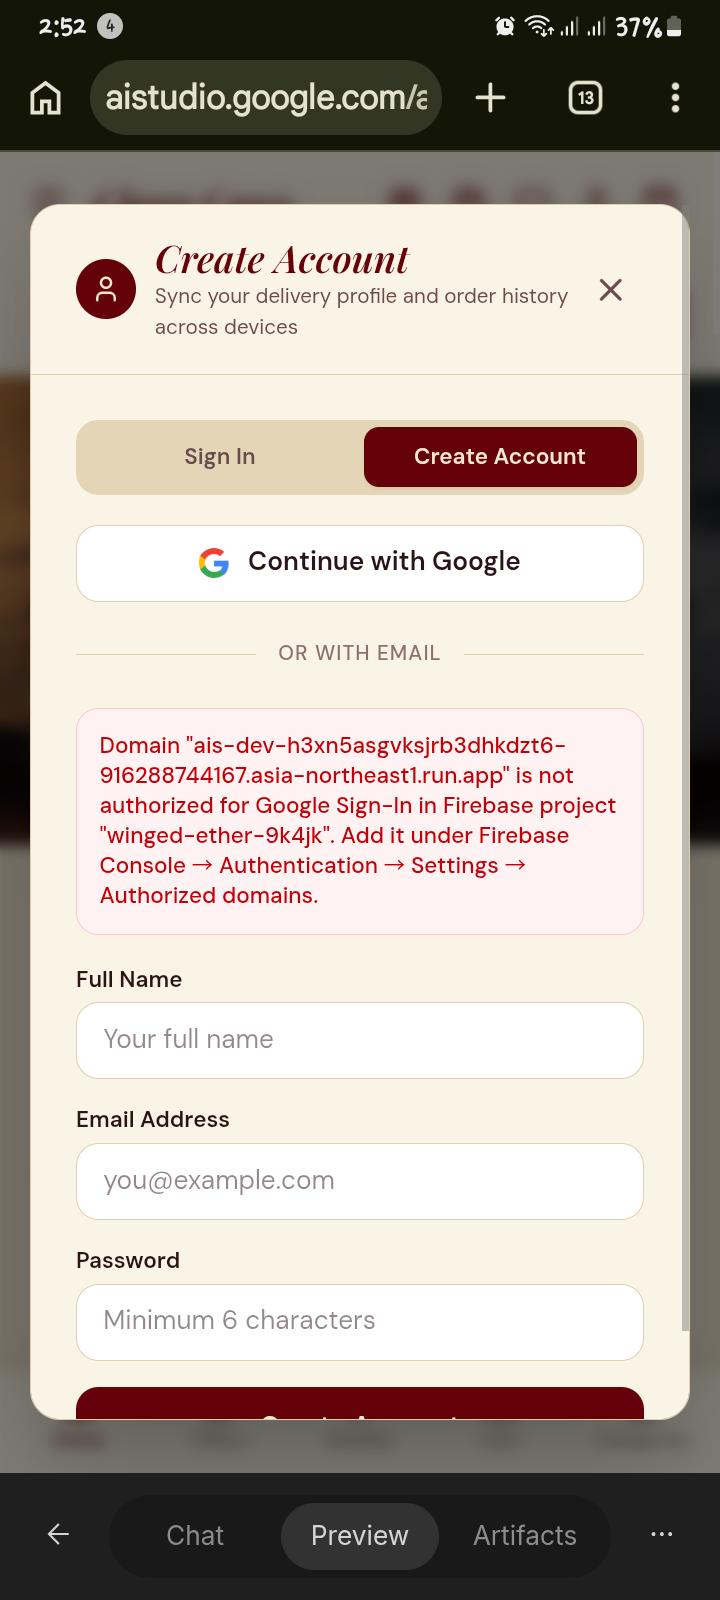 2:52 4 37%
aistudio.google.com/a 13
Create Account
Sync your delivery profile and order history
across devices
Sign In Create Account
Continue with Google
OR WITH EMAIL
Domain "ais-dev-h3xn5asgvksjrb3dhkdzt6-
916288744167.asia-northeast1.run.app" is not
authorized for Google Sign-In in Firebase project
"winged-ether-9k4jk". Add it under Firebase
Console → Authentication → Settings →
Authorized domains.
Full Name
Your full name
Email Address
you@example.com
Password
Minimum 6 characters
Chat Preview Artifacts